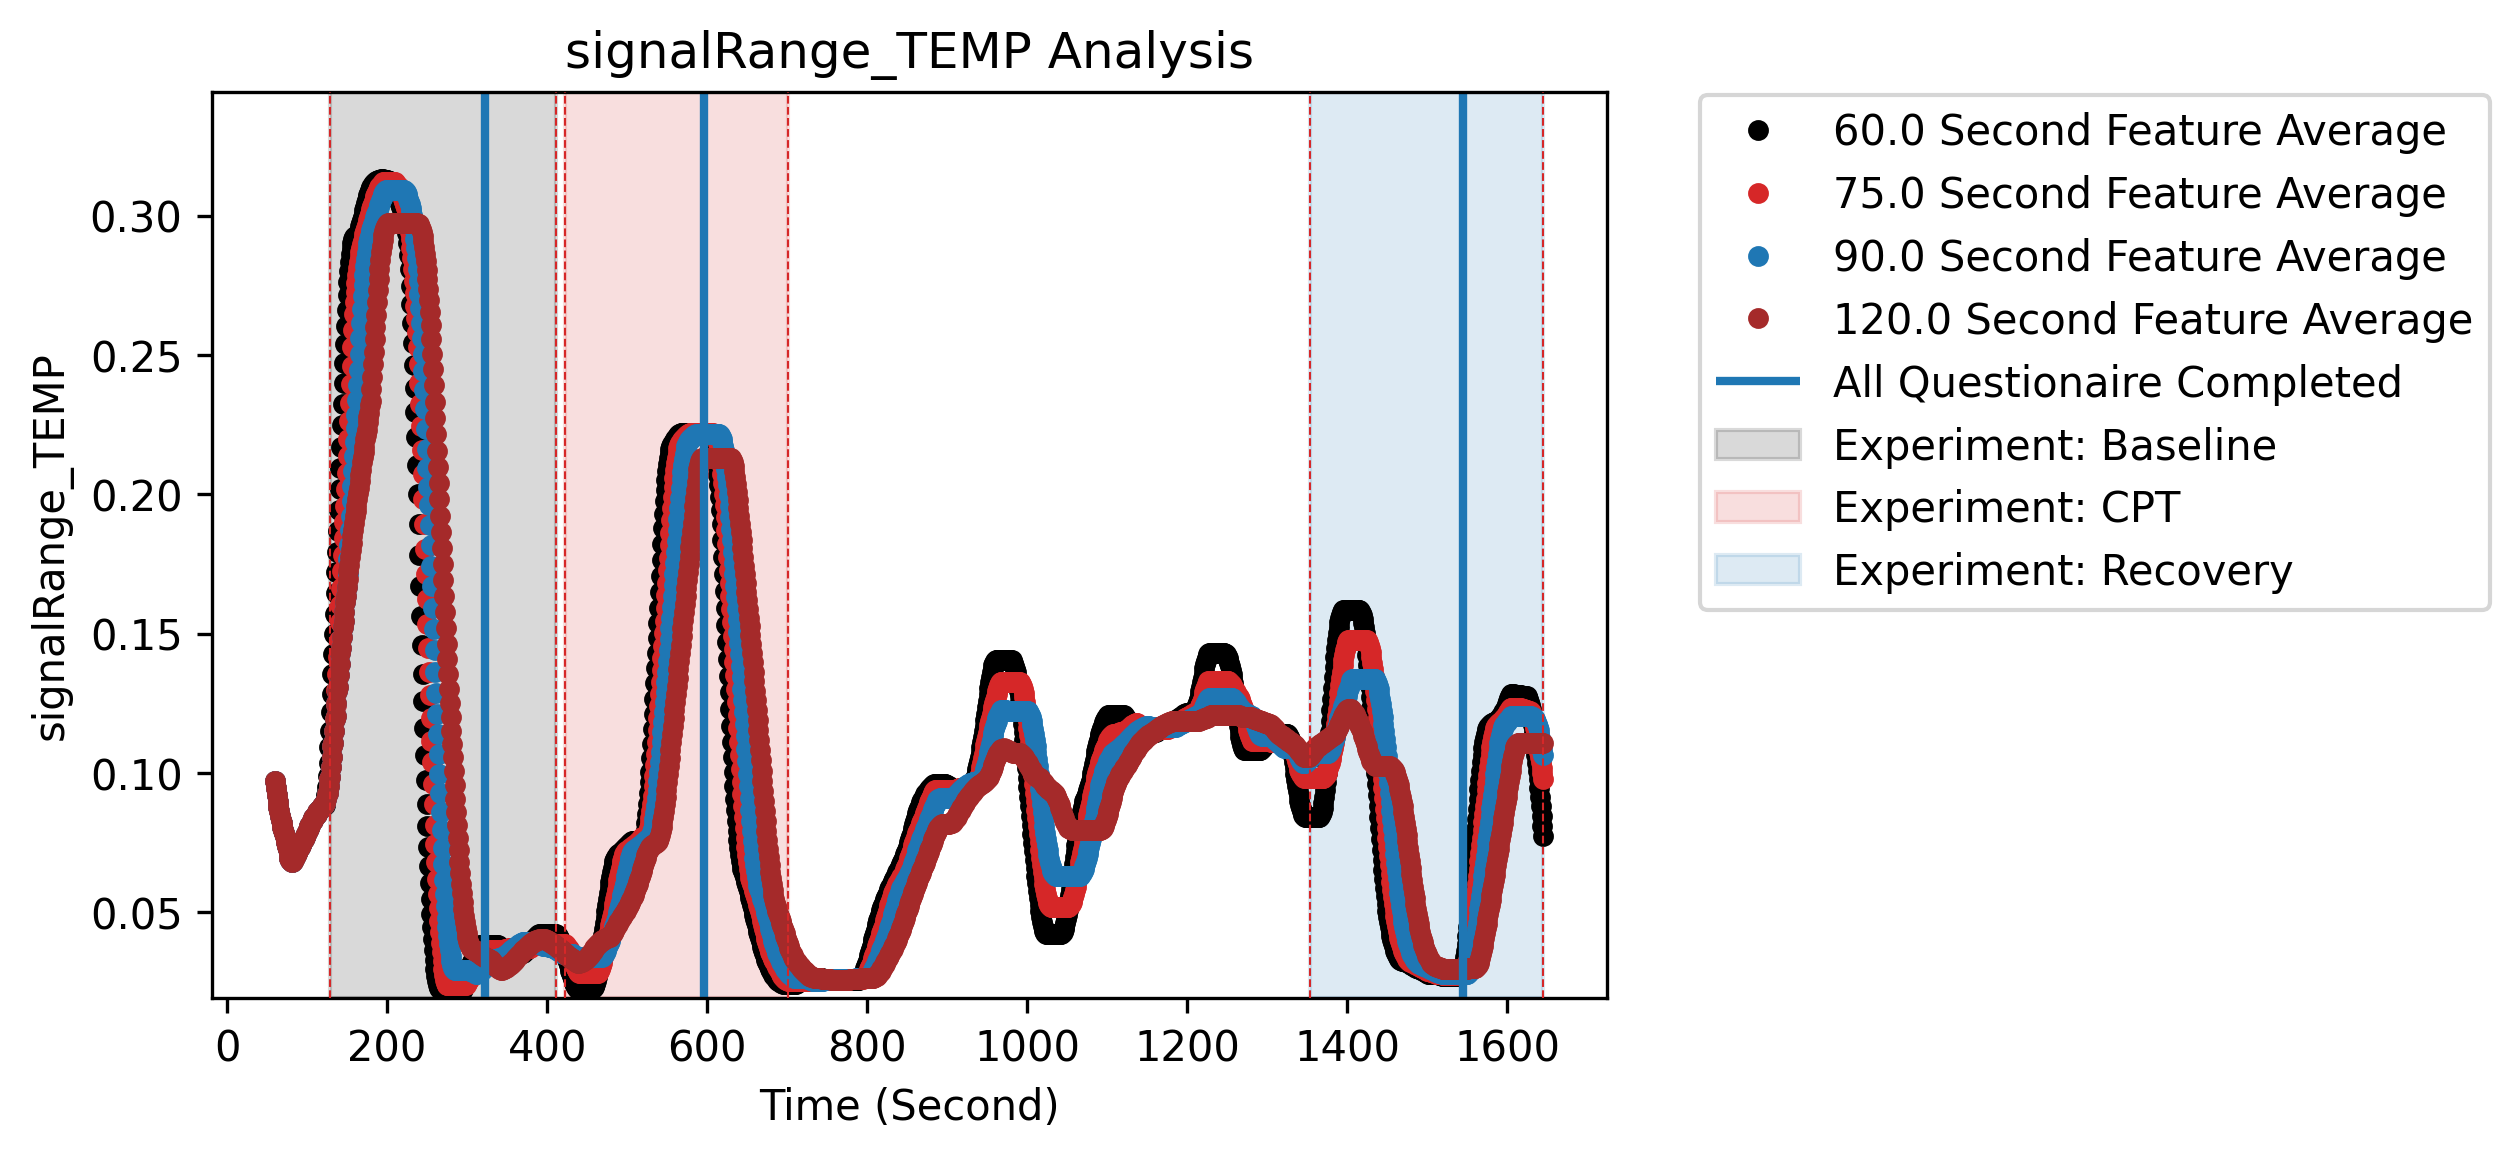 signalRange_TEMP Analysis
signalRange_TEMP
0.30
0.25
0.20
0.15
0.10
0.05
0 200 400 600 800 1000 1200 1400 1600
Time (Second)
60.0 Second Feature Average
75.0 Second Feature Average
90.0 Second Feature Average
120.0 Second Feature Average
All Questionaire Completed
Experiment: Baseline
Experiment: CPT
Experiment: Recovery